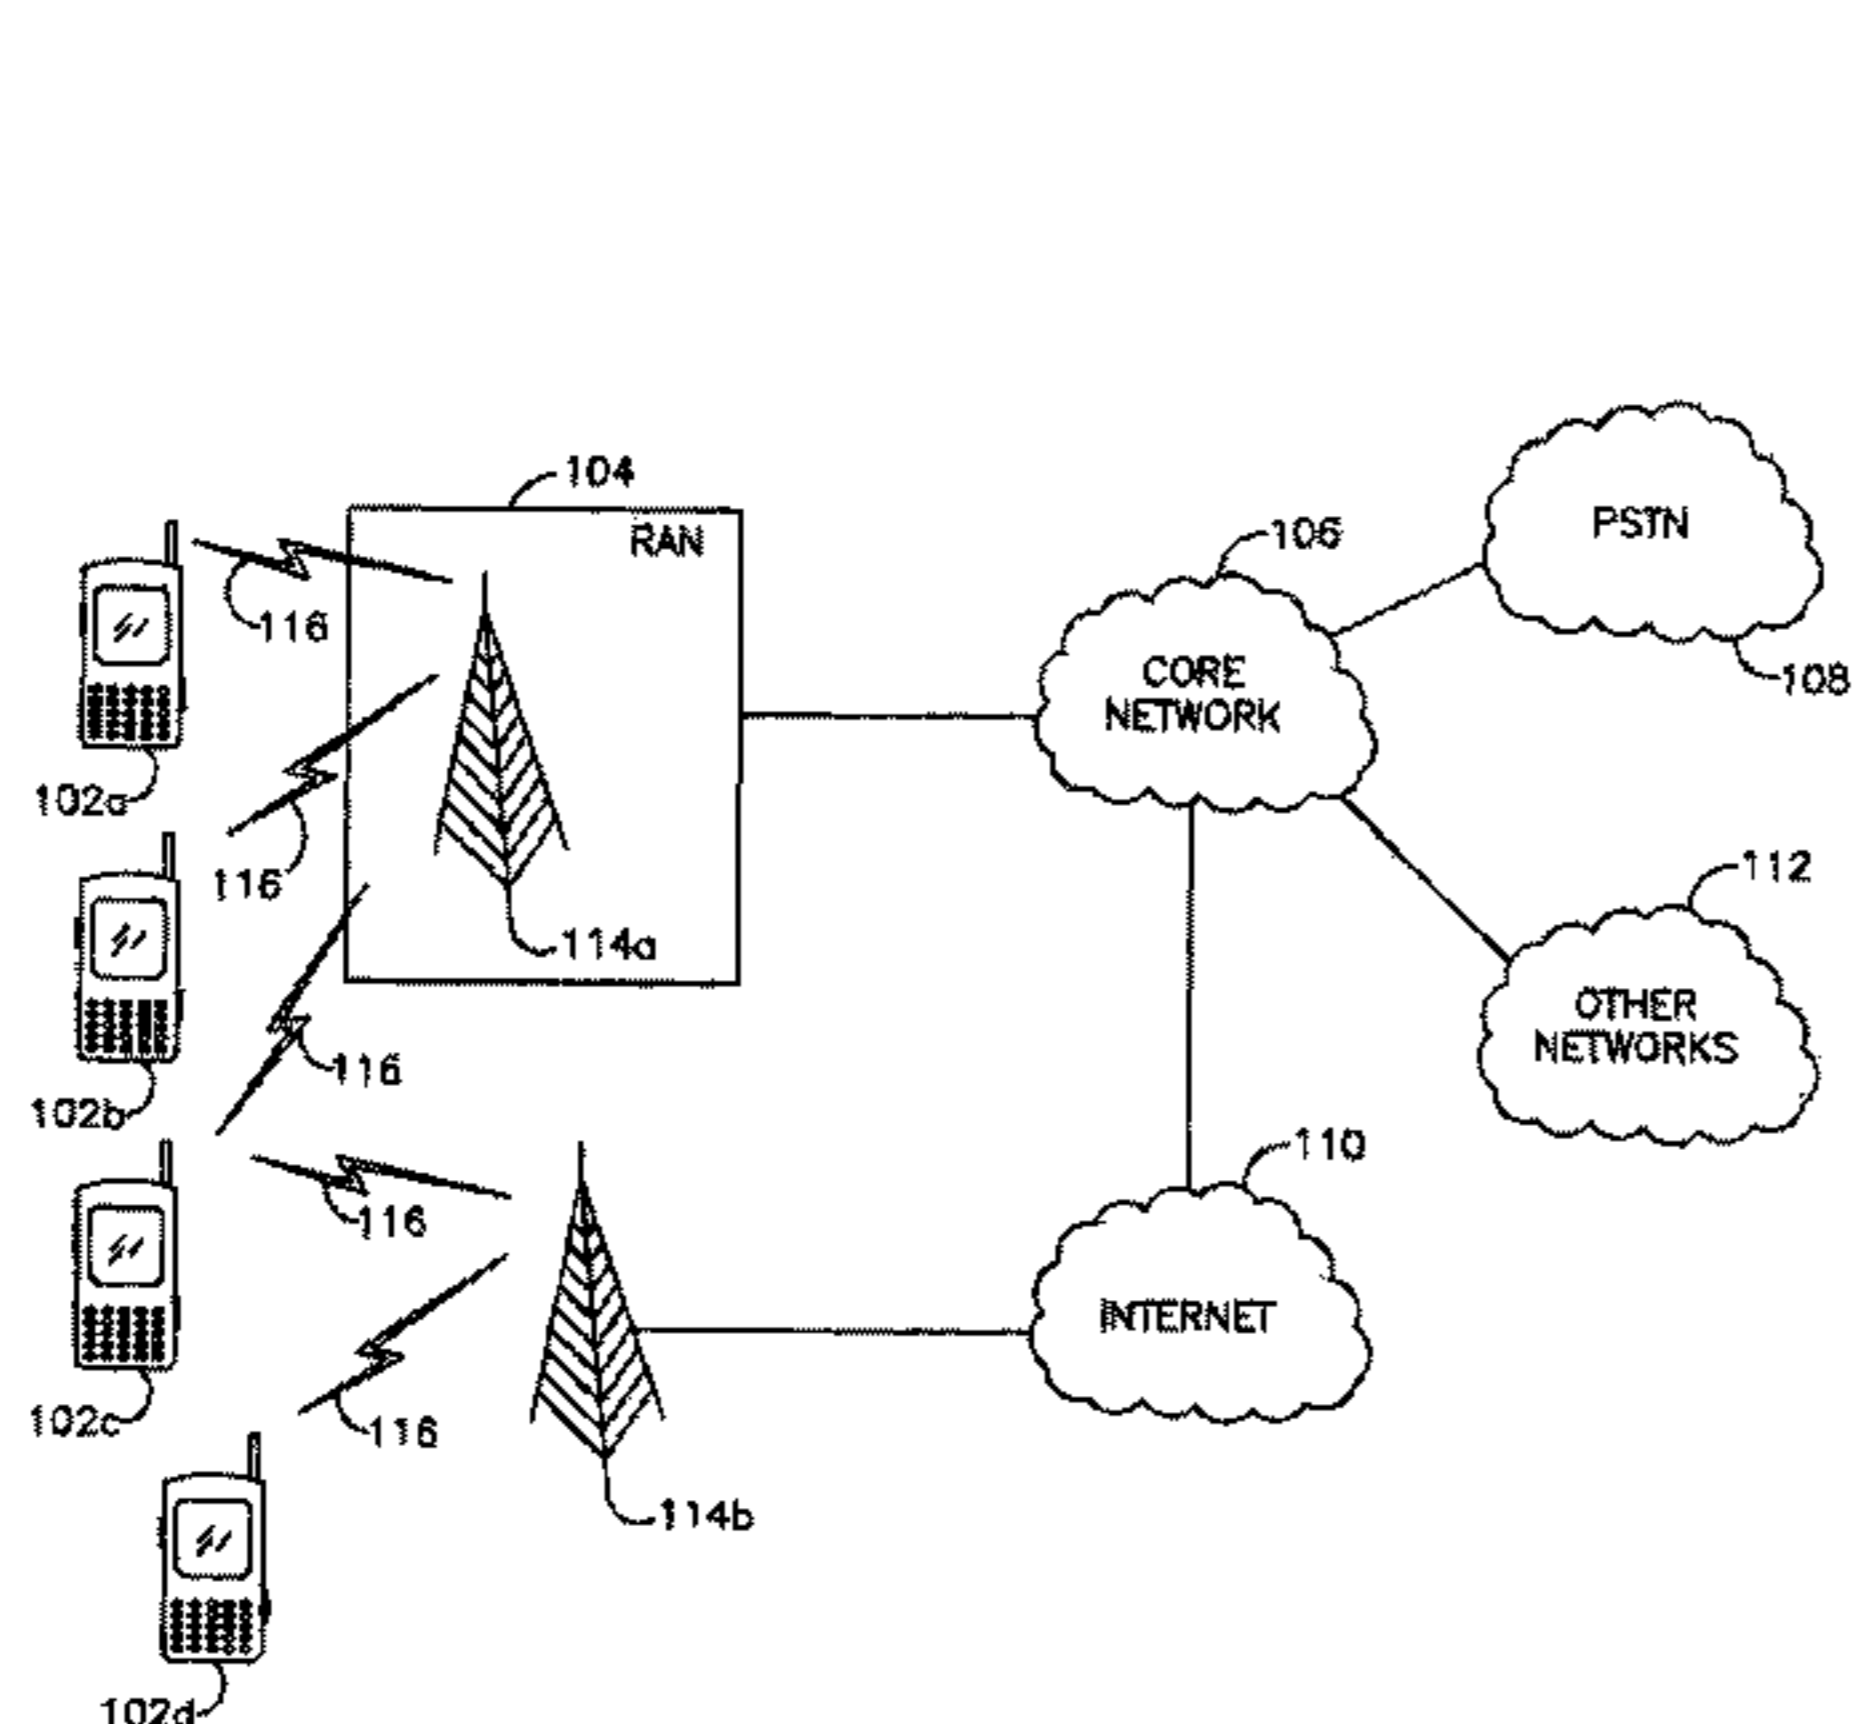 104
RAN
106
PSTN
116
108
CORE
NETWORK
102a
116
112
114a
OTHER
NETWORKS
116
102b
110
116
INTERNET
102c
116
114b
102d